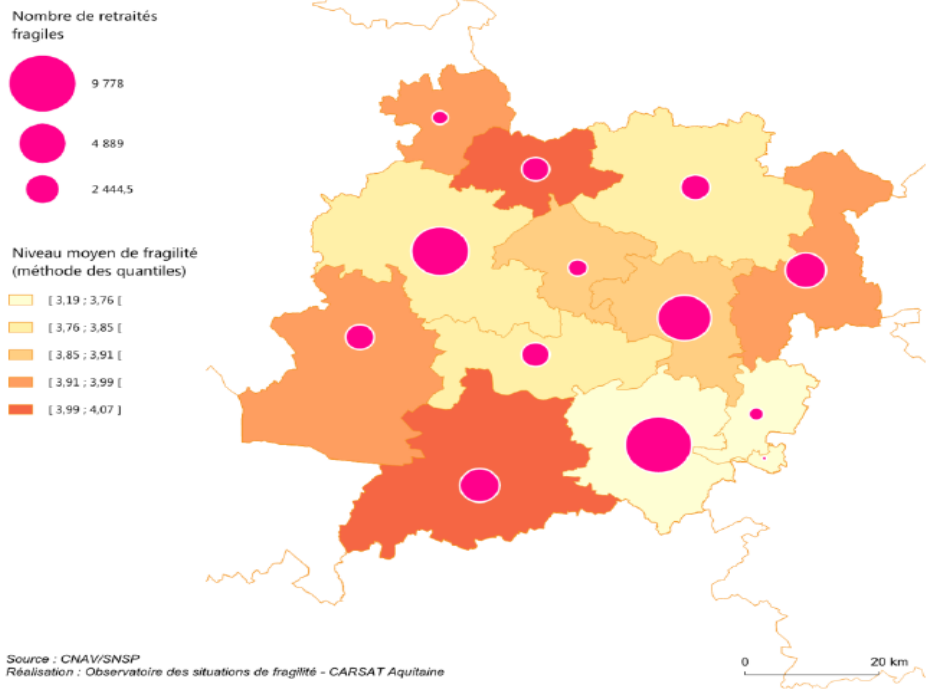 Nombre de retraités
fragiles
9 778
4 889
2 444,5
Niveau moyen de fragilité
(méthode des quantiles)
[ 3,19 ; 3,76 [
[ 3,76 ; 3,85 [
[ 3,85 ; 3,91 [
[ 3,91 ; 3,99 [
[ 3,99 ; 4,07 ]
Source : CNAV/SNSP
Réalisation : Observatoire des situations de fragilité - CARSAT Aquitaine
0 20 km